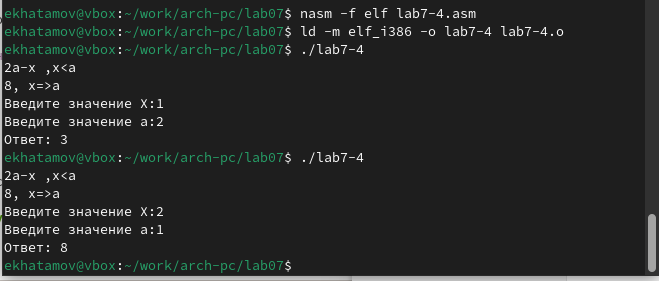 ekhatamov@vbox:~/work/arch-pc/lab07$ nasm -f elf lab7-4.asm
ekhatamov@vbox:~/work/arch-pc/lab07$ ld -m elf_i386 -o lab7-4 lab7-4.o
ekhatamov@vbox:~/work/arch-pc/lab07$ ./lab7-4
2a-x ,x<a
8, x=>a
Введите значение X:1
Введите значение a:2
Ответ: 3
ekhatamov@vbox:~/work/arch-pc/lab07$ ./lab7-4
2a-x ,x<a
8, x=>a
Введите значение X:2
Введите значение a:1
Ответ: 8
ekhatamov@vbox:~/work/arch-pc/lab07$